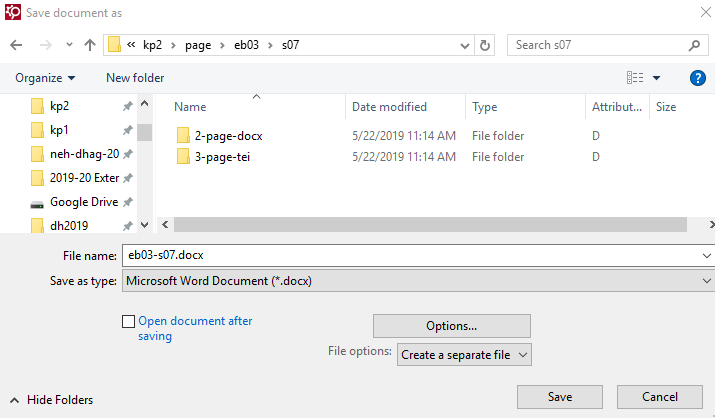 Save document as
« kp2 › page › eb03 › s07
Search s07
Organize
New folder
?
Name Date modified Type Attribut... Size
kp2
kp1
neh-dhag-20
2019-20 Exter
Google Drive
dh2019
2-page-docx 5/22/2019 11:14 AM File folder D
3-page-tei 5/22/2019 11:14 AM File folder D
File name: eb03-s07.docx
Save as type: Microsoft Word Document (*.docx)
Open document after
saving
Options...
File options: Create a separate file
Hide Folders
Save
Cancel